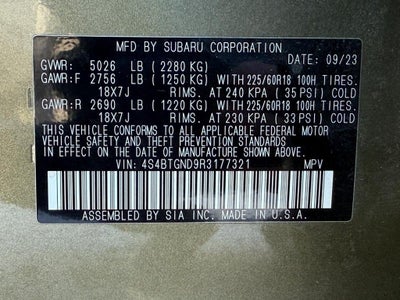 MFD BY SUBARU CORPORATION DATE: 09/23
GVWR: 5026 LB (2280 KG)
GAWR:F 2756 LB (1250 KG) WITH 225/60R18 100H TIRES.
18X7J RIMS. AT 240 KPA (35 PSI) COLD
GAWR:R 2690 LB (1220 KG) WITH 225/60R18 100H TIRES.
18X7J RIMS. AT 230 KPA (33 PSI) COLD
THIS VEHICLE CONFORMS TO ALL APPLICABLE FEDERAL MOTOR
VEHICLE SAFETY STANDARDS IN EFFECT ON THE DATE OF
MANUFACTURE SHOWN ABOVE.
VIN: 4S4BTGND9R3177321 MPV
ASSEMBLED BY SIA INC. MADE IN U.S.A.